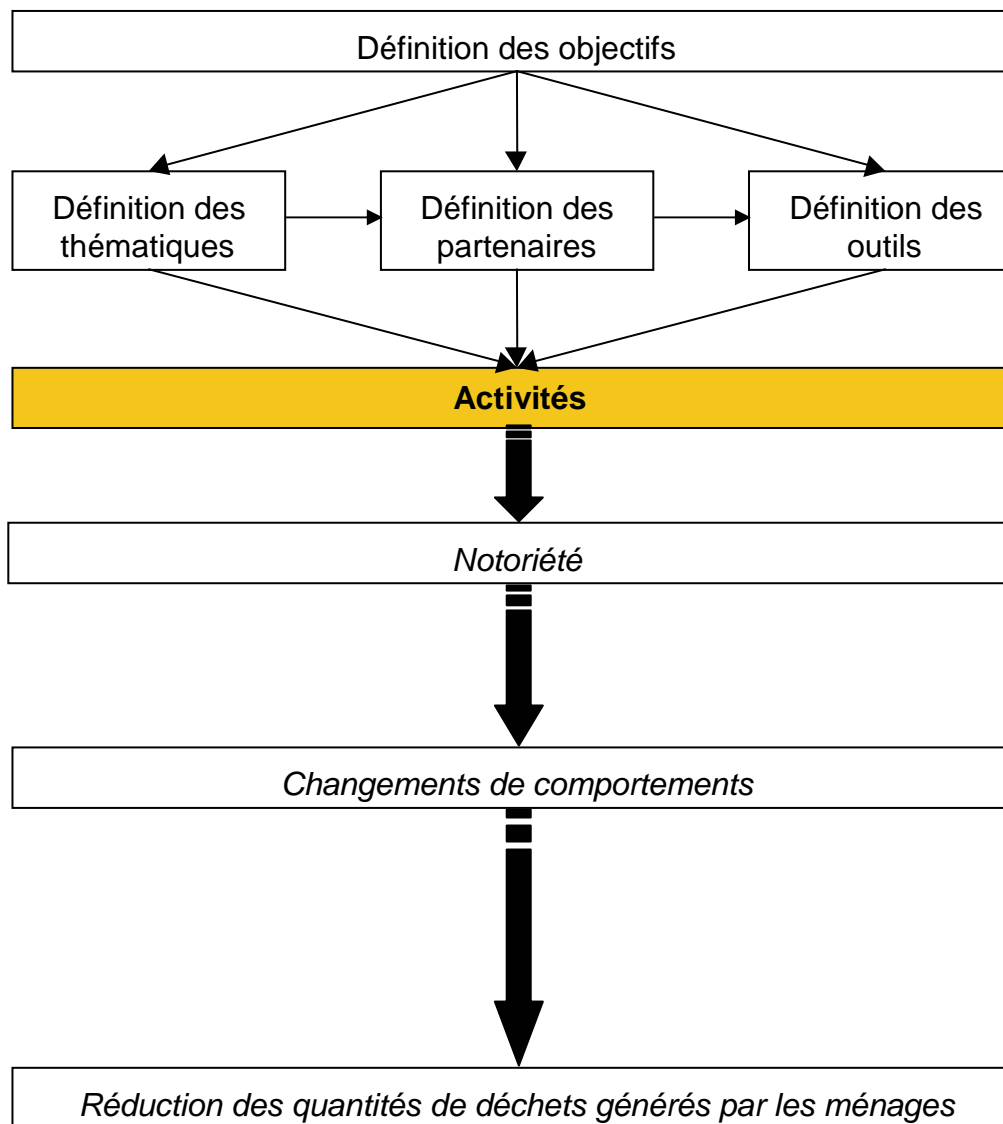 Définition des objectifs
Définition des
thématiques
Définition des
partenaires
Définition des
outils
Activités
Notoriété
Changements de comportements
Réduction des quantités de déchets générés par les ménages